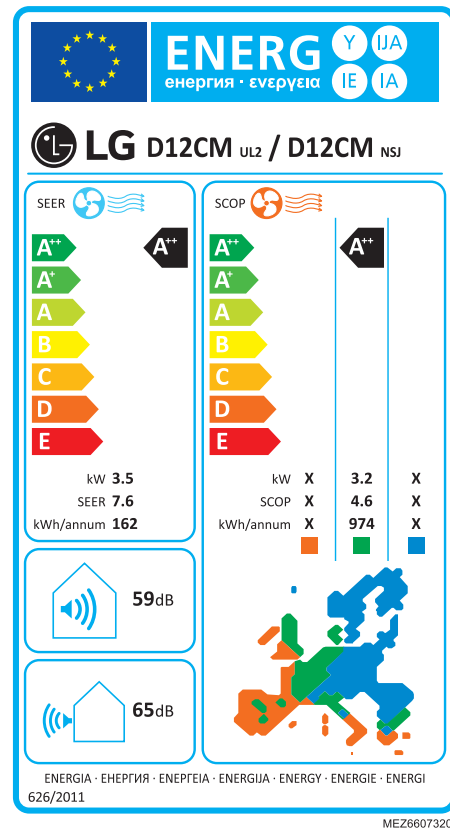 ENERG Y IJA
енергия · ενεργεια IE IA
LG D12CM UL2 / D12CM NSJ
SEER
A++ A++
A+
A
B
C
D
E
kW 3.5
SEER 7.6
kWh/annum 162
SCOP
A++ A++
A+
A
B
C
D
E
kW X 3.2 X
SCOP X 4.6 X
kWh/annum X 974 X
59dB
65dB
ENERGIA · ЕНЕРГИЯ · ΕΝΕΡΓΕΙΑ · ENERGIJA · ENERGY · ENERGIE · ENERGI
626/2011
MEZ6607320